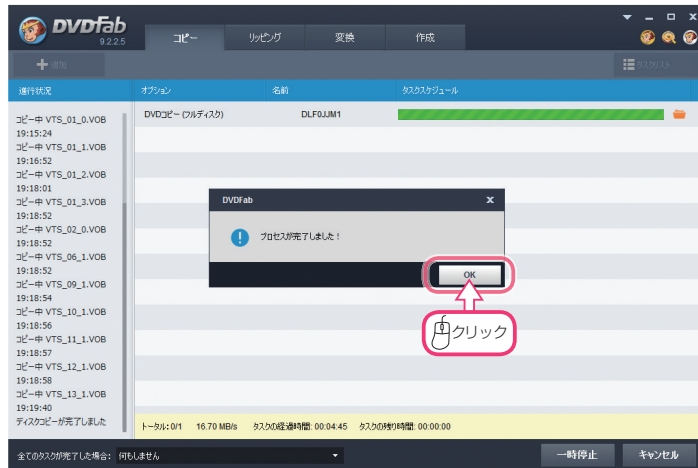 DVDFab
9.2.2.5
コピー
リッピング
変換
作成
追加
タスクリスト
進行状況
オプション
名前
タスクスケジュール
DVDコピー (フルディスク)
DLF0JJM1
コピー中 VTS_01_0.VOB
19:15:24
コピー中 VTS_01_1.VOB
19:16:52
コピー中 VTS_01_2.VOB
19:18:01
コピー中 VTS_01_3.VOB
19:18:52
コピー中 VTS_02_0.VOB
19:18:52
コピー中 VTS_06_1.VOB
19:18:52
コピー中 VTS_09_1.VOB
19:18:54
コピー中 VTS_10_1.VOB
19:18:56
コピー中 VTS_11_1.VOB
19:18:57
コピー中 VTS_12_1.VOB
19:18:58
コピー中 VTS_13_1.VOB
19:19:40
ディスクコピーが完了しました
DVDFab
x
プロセスが完了しました！
OK
クリック
トータル: 0/1 16.70 MB/s タスクの経過時間: 00:04:45 タスクの残り時間: 00:00:00
全てのタスクが完了した場合: 何もしません
一時停止
キャンセル